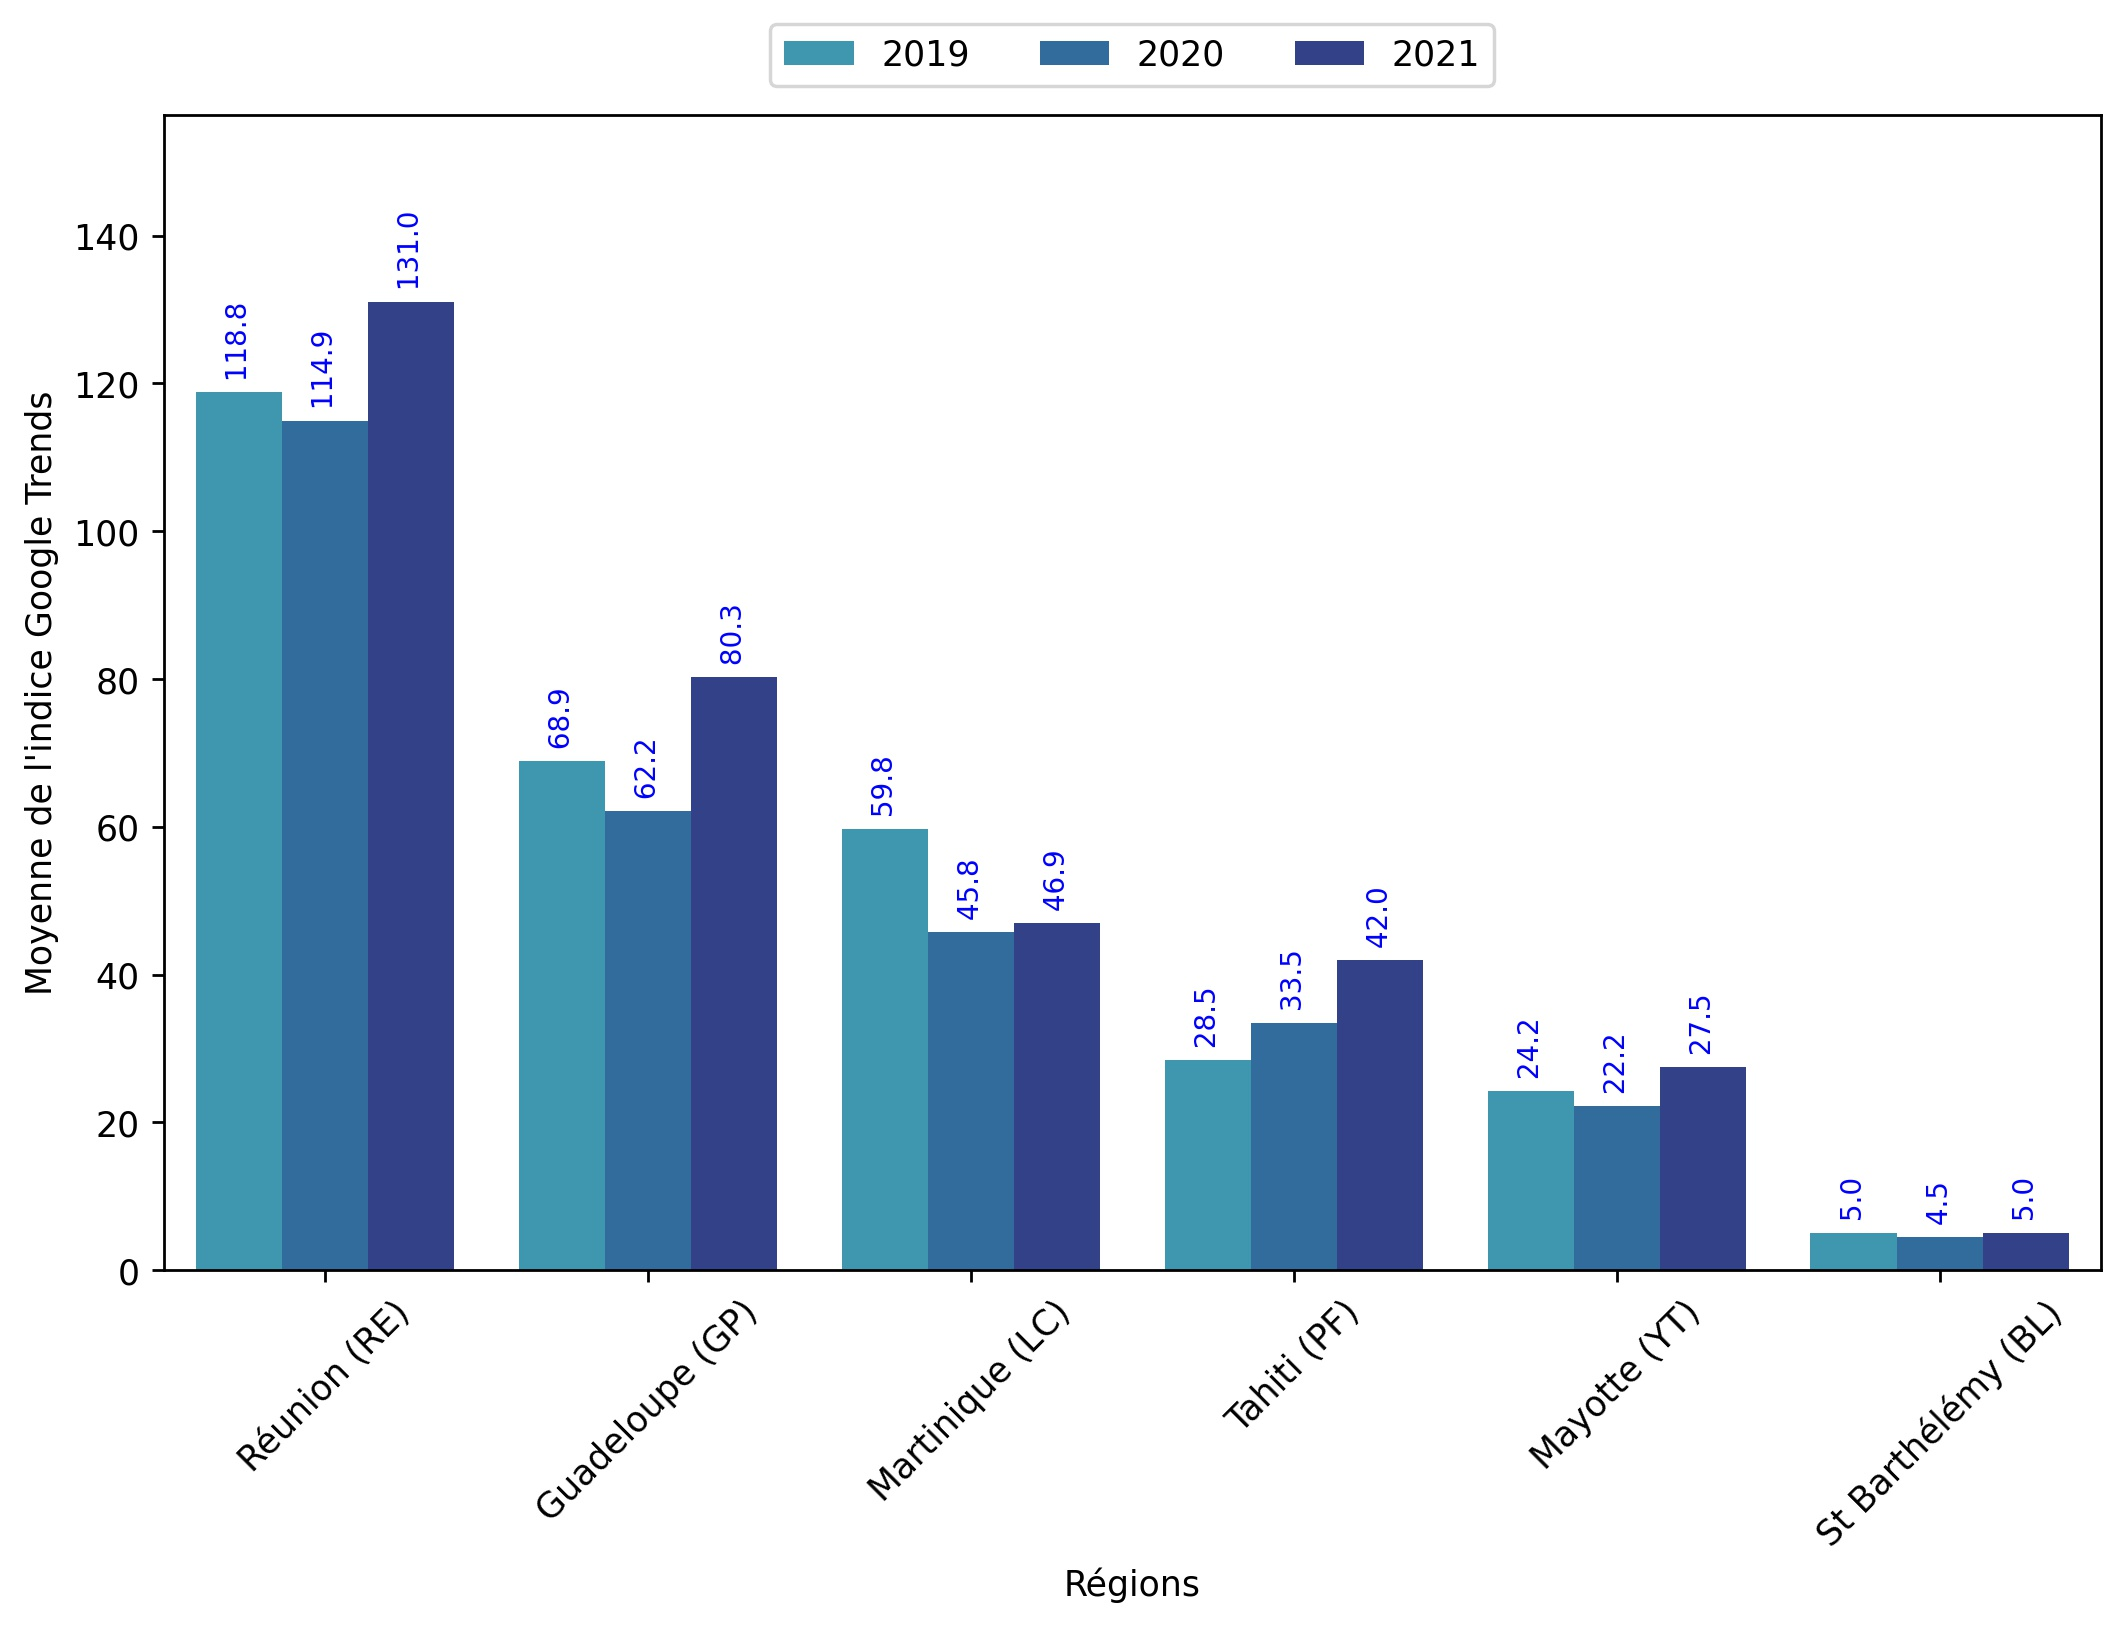 2019 2020 2021
Moyenne de l'indice Google Trends
140
120
100
80
60
40
20
0
118.8 114.9 131.0
68.9 62.2 80.3
59.8 45.8 46.9
28.5 33.5 42.0
24.2 22.2 27.5
5.0 4.5 5.0
Réunion (RE)
Guadeloupe (GP)
Martinique (LC)
Tahiti (PF)
Mayotte (YT)
St Barthélémy (BL)
Régions